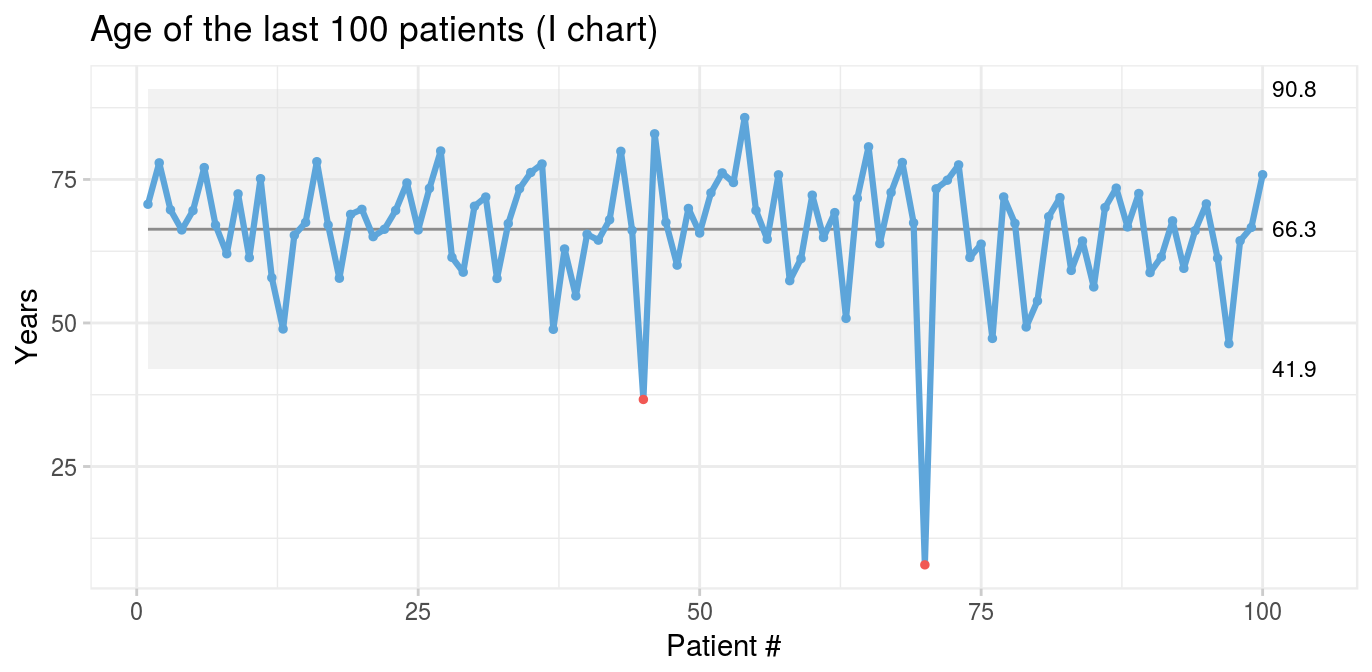 Age of the last 100 patients (I chart)
90.8
75
66.3
50
41.9
25
Years
0 25 50 75 100
Patient #